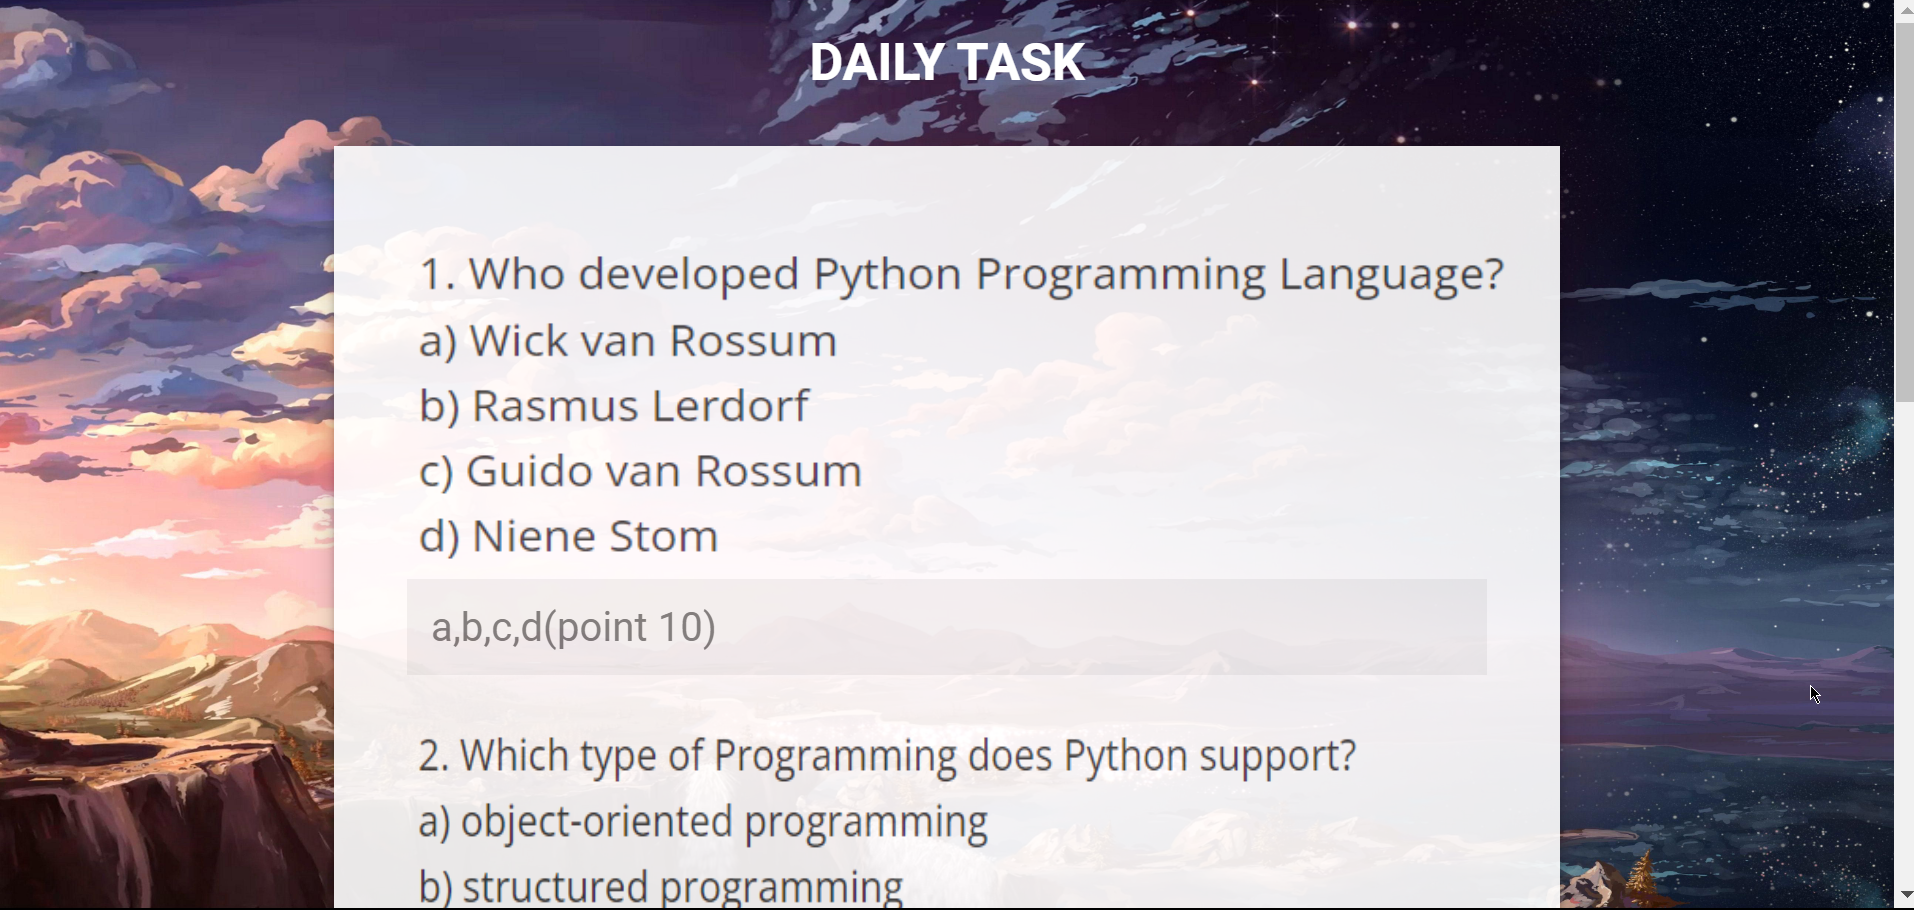 DAILY TASK
1. Who developed Python Programming Language?
a) Wick van Rossum
b) Rasmus Lerdorf
c) Guido van Rossum
d) Niene Stom
a,b,c,d(point 10)
2. Which type of Programming does Python support?
a) object-oriented programming
b) structured programming